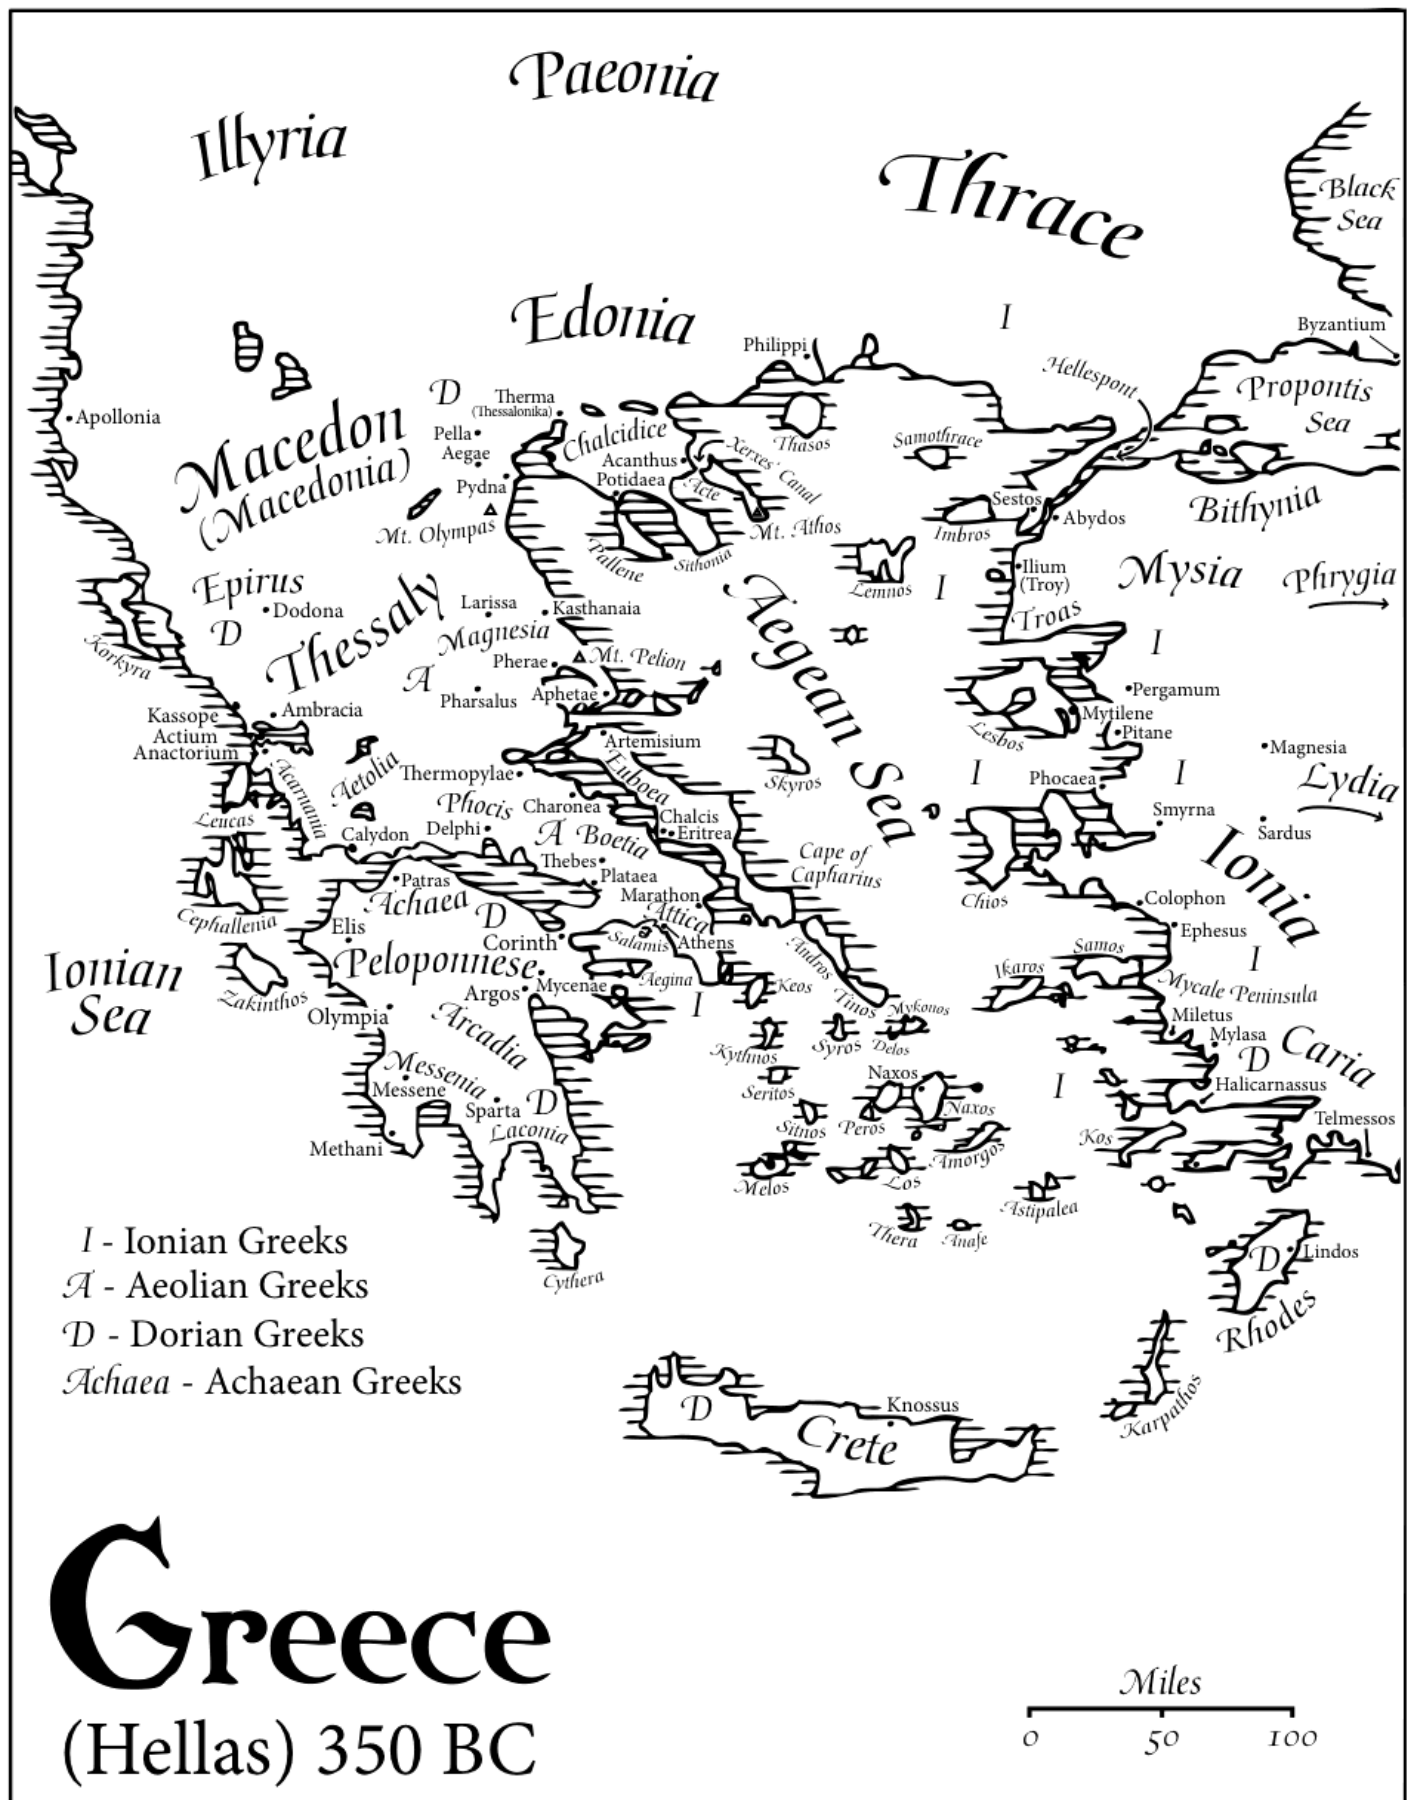 Paeonia
Illyria
Thrace
Black
Sea
Edonia
I
Byzantium
Philippi
Hellespont
Propontis
Sea
D
Therma
(Thessalonika)
Apollonia
Macedon
(Macedonia)
Pella
Aegae
Chalcidice
Thasos
Samothrace
Acanthus
Xerxes' Canal
Potidaea
Acte
Pydna
Mt. Olympas
Mt. Athos
Sestos
Imbros
Abydos
Bithynia
Pallene
Sithonia
Epirus
Dodona
D
Thessaly
Larissa
Kasthanaia
Magnesia
Aegean Sea
Lemnos
I
Ilium
(Troy)
Troas
Mysia
Phrygia
I
Korkyra
Pherae
Mt. Pelion
A
Pharsalus
Aphetae
Pergamum
Mytilene
Lesbos
Pitane
Kassope
Ambracia
Actium
Anactorium
Artemisium
Magnesia
Acarnania
Aetolia
Thermopylae
Euboea
Skyros
I
Phocaea
I
Lydia
Leucas
Phocis
Charonea
Chalcis
Eritrea
Smyrna
Sardus
Calydon
Delphi
A
Boetia
Thebes
Plataea
Cape of
Capharius
Ionia
Patras
Achaea
D
Marathon
Attica
Chios
Colophon
Cephallenia
Elis
Corinth
Salamis
Athens
Ephesus
Ionian
Sea
Zakinthos
Peloponnese
Argos
Mycenae
Aegina
Keos
Andros
Tinos
Mykonos
Ikaros
Samos
I
Mycale Peninsula
Olympia
Arcadia
I
Kythnos
Syros
Delos
Miletus
Mylasa
D
Caria
Messenia
Messene
Sparta
D
Laconia
Seritos
Naxos
Naxos
I
Halicarnassus
Telmessos
Methani
Sitnos
Peros
Kos
Melos
Los
Amorgos
Astipalea
Thera
Anafe
Cythera
D
Lindos
Rhodes
Karpathos
I - Ionian Greeks
A - Aeolian Greeks
D - Dorian Greeks
Achaea - Achaean Greeks
D
Crete
Knossus
Greece
(Hellas) 350 BC
Miles
0 50 100